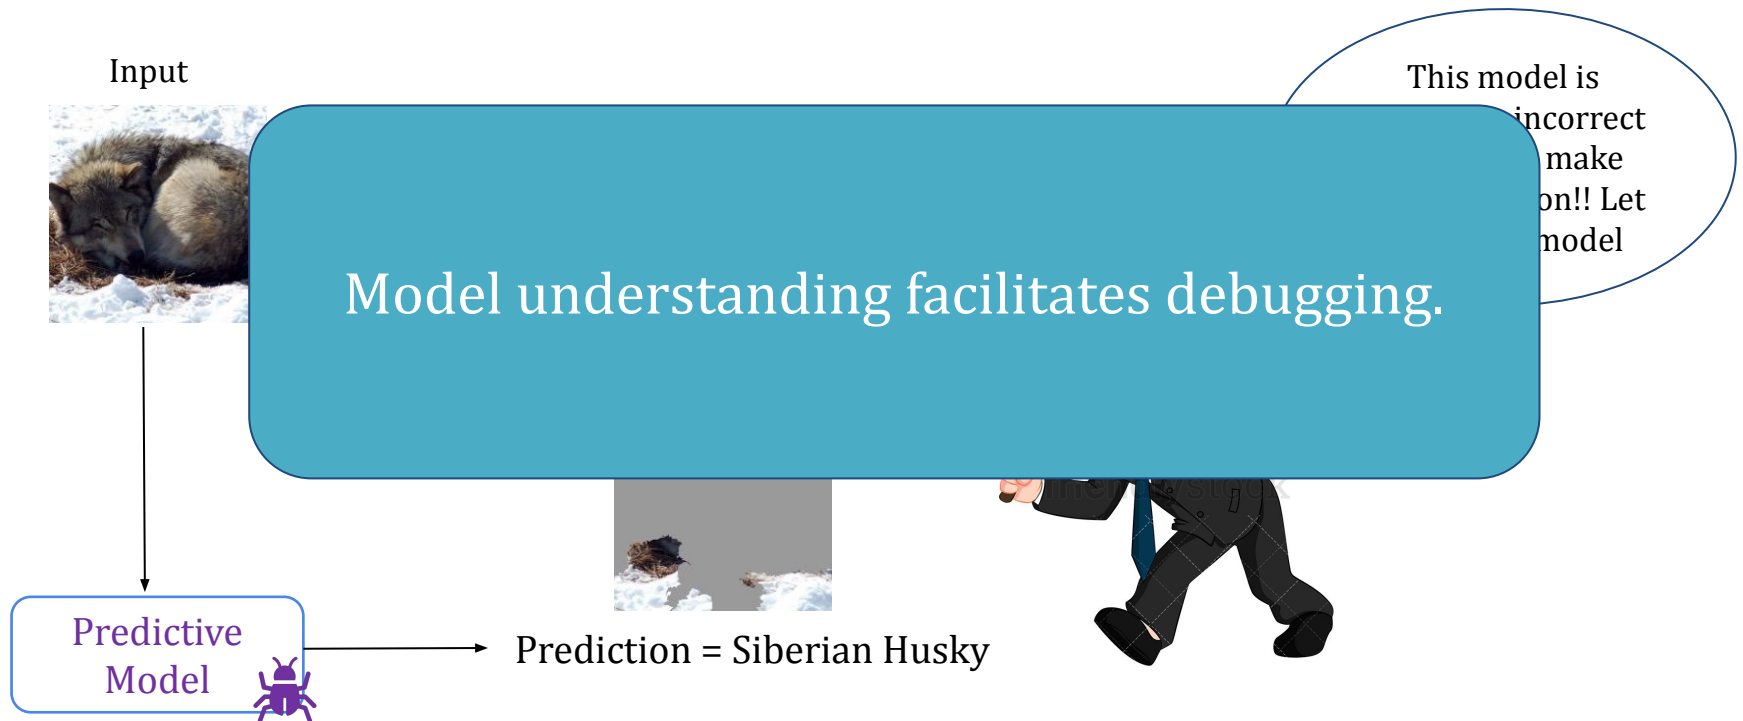 Input
This model is
incorrect
make
on!! Let
model
Model understanding facilitates debugging.
Predictive
Model
Prediction = Siberian Husky